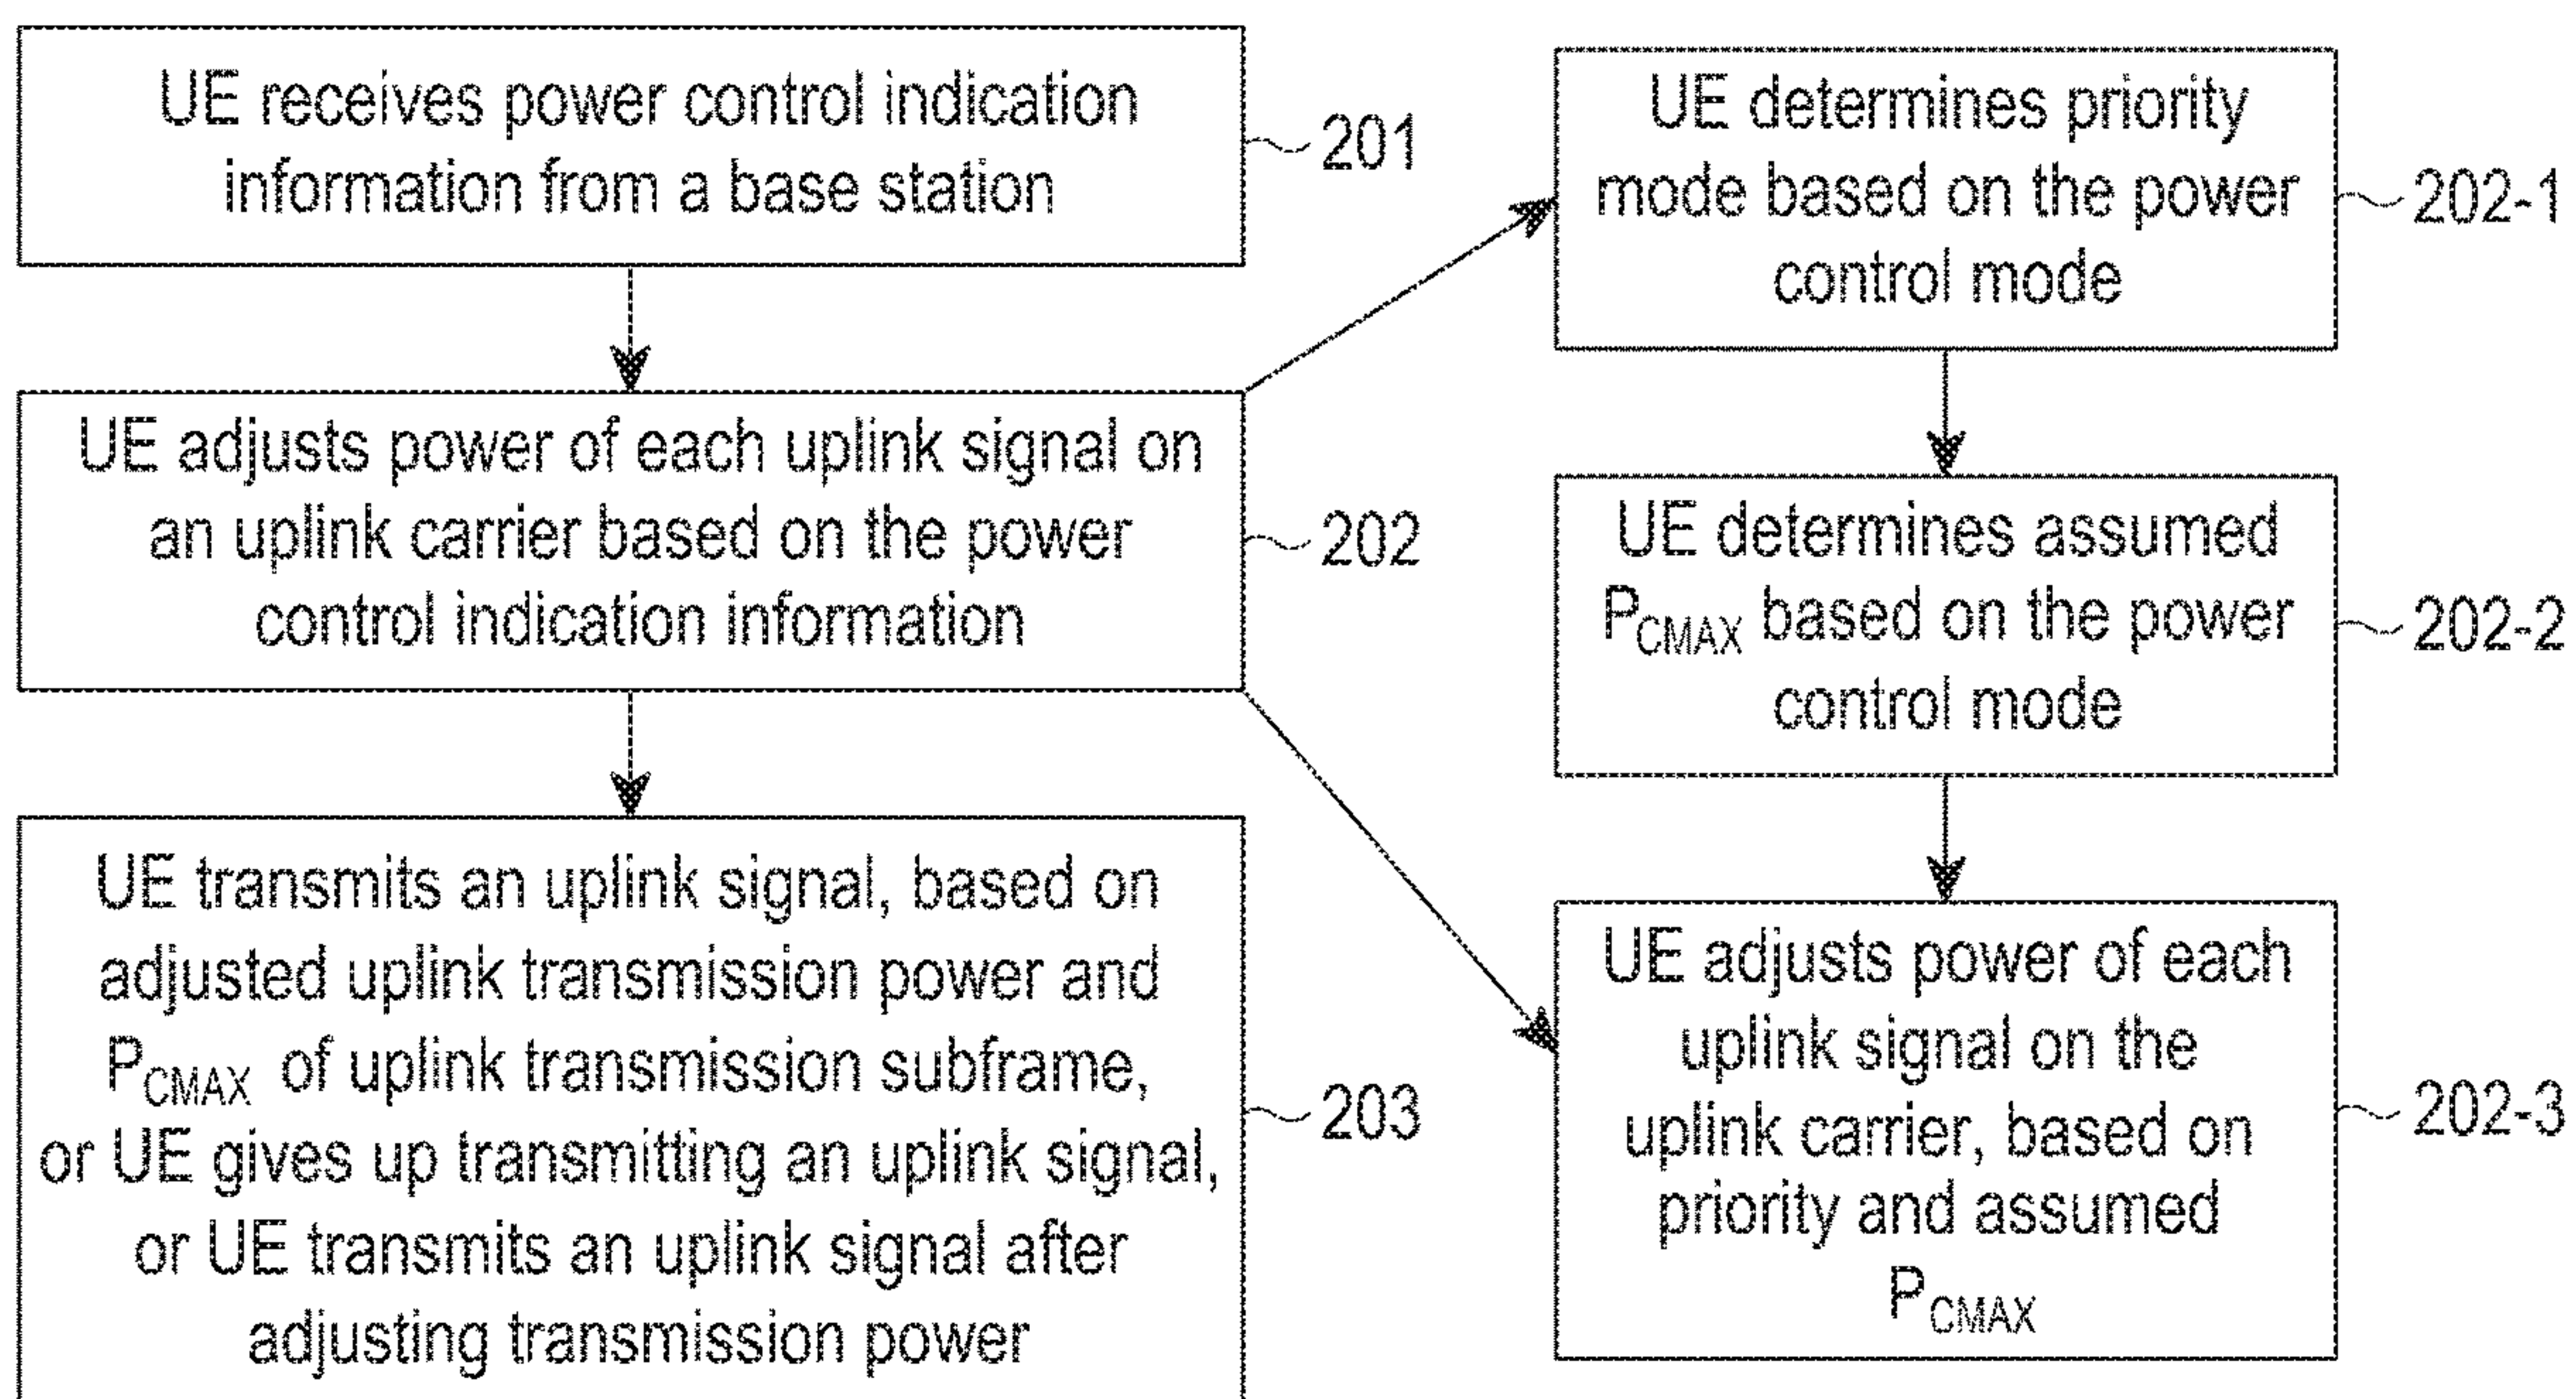 UE receives power control indication
information from a base station
201
UE adjusts power of each uplink signal on
an uplink carrier based on the power
control indication information
202
UE transmits an uplink signal, based on
adjusted uplink transmission power and
PCMAX of uplink transmission subframe,
or UE gives up transmitting an uplink signal,
or UE transmits an uplink signal after
adjusting transmission power
203
UE determines priority
mode based on the power
control mode
202-1
UE determines assumed
PCMAX based on the power
control mode
202-2
UE adjusts power of each
uplink signal on the
uplink carrier, based on
priority and assumed
PCMAX
202-3